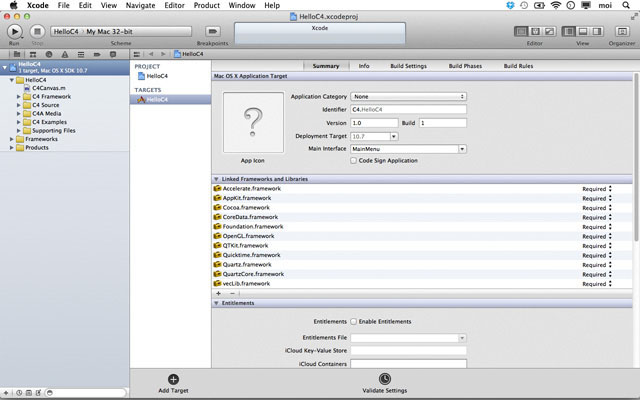 Xcode File Edit View Navigate Editor Product Window Help moi
HelloC4.xcodeproj
HelloC4 My Mac 32-bit
Xcode
Run Stop Scheme Breakpoints Editor View Organizer
HelloC4
HelloC4
1 target, Mac OS X SDK 10.7
HelloC4
C4Canvas.m
C4 Framework
C4 Source
C4A Media
C4 Examples
Supporting Files
Frameworks
Products
PROJECT
HelloC4
TARGETS
HelloC4
Summary Info Build Settings Build Phases Build Rules
Mac OS X Application Target
?
App Icon
Application Category None
Identifier C4.HelloC4
Version 1.0 Build 1
Deployment Target 10.7
Main Interface MainMenu
Code Sign Application
Linked Frameworks and Libraries
Accelerate.framework Required
AppKit.framework Required
Cocoa.framework Required
CoreData.framework Required
Foundation.framework Required
OpenGL.framework Required
QTKit.framework Required
Quicktime.framework Required
Quartz.framework Required
QuartzCore.framework Required
vecLib.framework Required
+ −
Entitlements
Entitlements Enable Entitlements
Entitlements File
iCloud Key-Value Store
iCloud Containers
Add Target Validate Settings